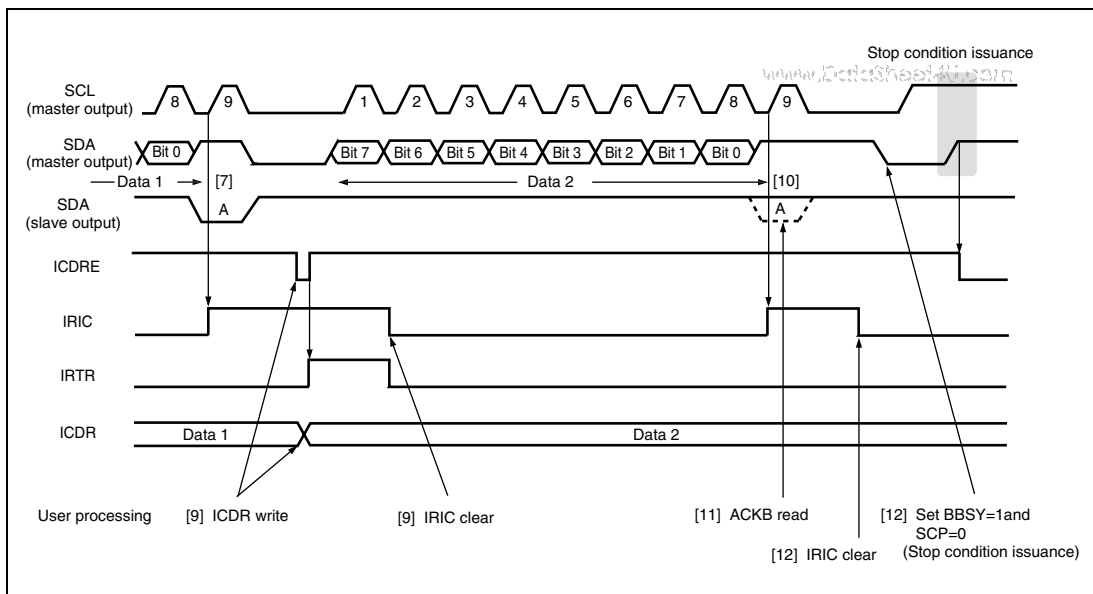 Stop condition issuance
www.DataSheet4U.com
SCL
(master output)
8 9 1 2 3 4 5 6 7 8 9
SDA
(master output)
Bit 0 Bit 7 Bit 6 Bit 5 Bit 4 Bit 3 Bit 2 Bit 1 Bit 0
Data 1 [7] Data 2 [10]
SDA
(slave output)
A A
ICDRE
IRIC
IRTR
ICDR
Data 1 Data 2
User processing [9] ICDR write [9] IRIC clear [11] ACKB read [12] Set BBSY=1and
SCP=0
(Stop condition issuance)
[12] IRIC clear